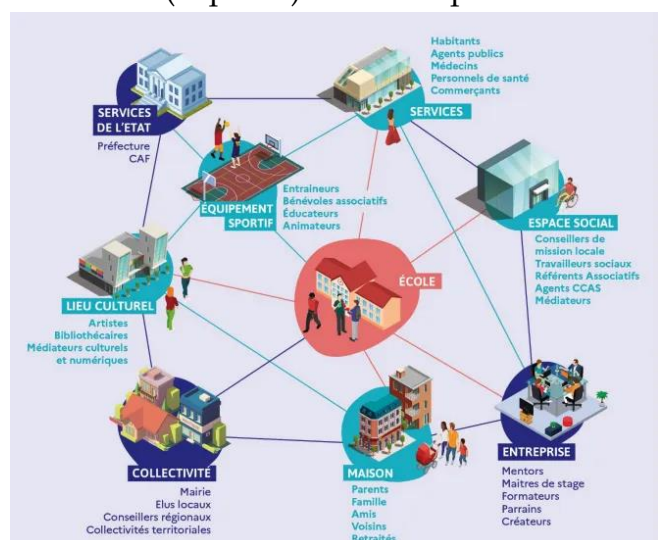 SERVICES
DE L'ETAT
Préfecture
CAF
Habitants
Agents publics
Médecins
Personnels de santé
Commerçants
SERVICES
ÉQUIPEMENT
SPORTIF
Entraineurs
Bénévoles associatifs
Éducateurs
Animateurs
ESPACE SOCIAL
Conseillers de
mission locale
Travailleurs sociaux
Référents Associatifs
Agents CCAS
Médiateurs
ÉCOLE
LIEU CULTUREL
Artistes
Bibliothécaires
Médiateurs culturels
et numériques
COLLECTIVITÉ
Mairie
Elus locaux
Conseillers régionaux
Collectivités territoriales
MAISON
Parents
Famille
Amis
Voisins
Retraités
ENTREPRISE
Mentors
Maitres de stage
Formateurs
Parrains
Créateurs